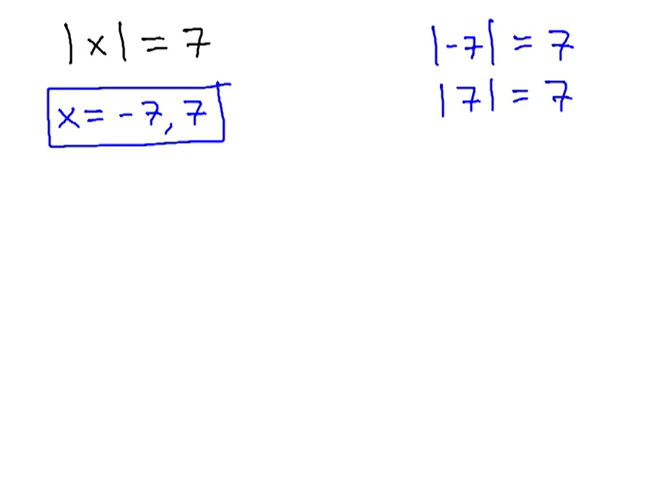 |x| = 7
x = -7, 7
|-7| = 7
|7| = 7